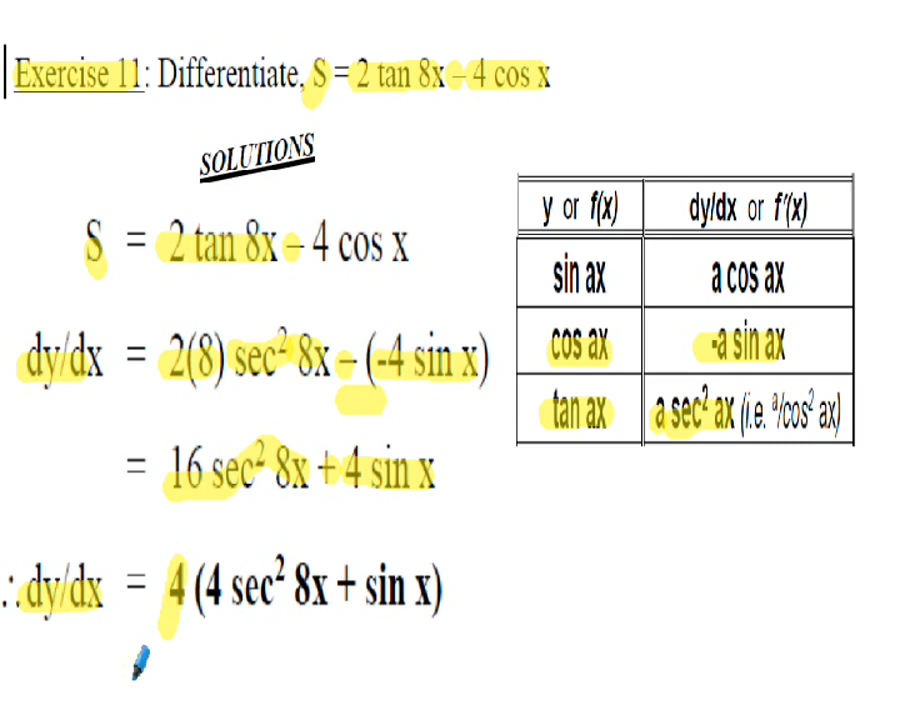 Exercise 11: Differentiate, S = 2 tan 8x – 4 cos x
SOLUTIONS
S = 2 tan 8x – 4 cos x
dy/dx = 2(8) sec² 8x – (-4 sin x)
= 16 sec² 8x + 4 sin x
∴ dy/dx = 4 (4 sec² 8x + sin x)
y or f(x) dy/dx or f'(x)
sin ax a cos ax
cos ax -a sin ax
tan ax a sec² ax (i.e. ᵃ/cos² ax)